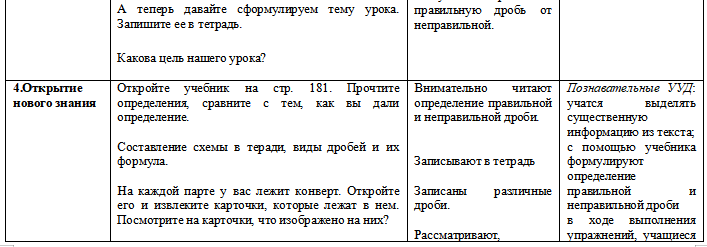 А теперь давайте сформулируем тему урока.
Запишите ее в тетрадь.
Какова цель нашего урока?
правильную дробь от
неправильной.
4.Открытие
нового знания
Откройте учебник на стр. 181. Прочтите
определения, сравните с тем, как вы дали
определение.
Составление схемы в теради, виды дробей и их
формула.
На каждой парте у вас лежит конверт. Откройте
его и извлеките карточки, которые лежат в нем.
Посмотрите на карточки, что изображено на них?
Внимательно читают
определение правильной
и неправильной дроби.
Записывают в тетрадь
Записаны различные
дроби.
Рассматривают,
Познавательные УУД:
учатся выделять
существенную
информацию из текста;
с помощью учебника
формулируют
определение
правильной и
неправильной дроби
в ходе выполнения
упражнений, учащиеся